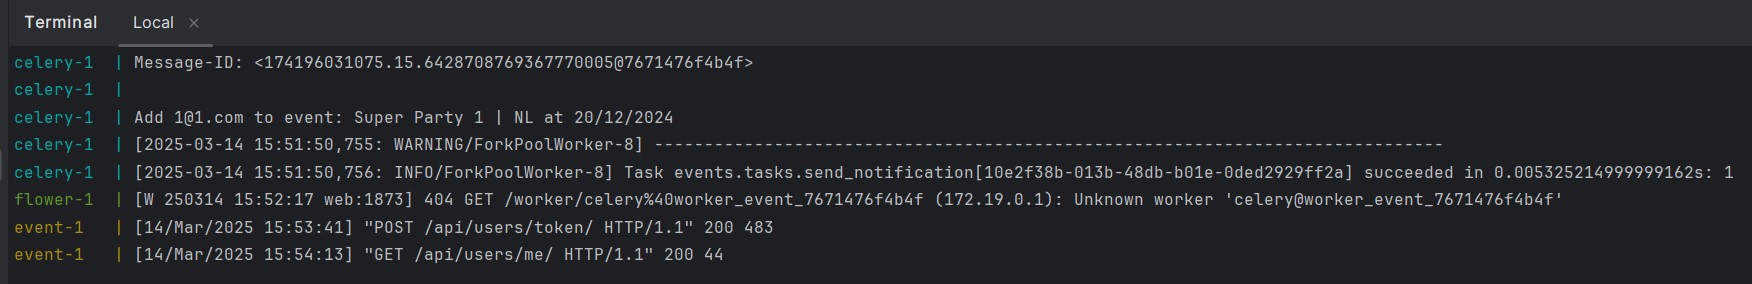 Terminal Local ×
celery-1 | Message-ID: <174196031075.15.6428708769367770005@7671476f4b4f>
celery-1 |
celery-1 | Add 1@1.com to event: Super Party 1 | NL at 20/12/2024
celery-1 | [2025-03-14 15:51:50,755: WARNING/ForkPoolWorker-8] -------------------------------------------------------------------------------
celery-1 | [2025-03-14 15:51:50,756: INFO/ForkPoolWorker-8] Task events.tasks.send_notification[10e2f38b-013b-48db-b01e-0ded2929ff2a] succeeded in 0.005325214999999162s: 1
flower-1 | [W 250314 15:52:17 web:1873] 404 GET /worker/celery%40worker_event_7671476f4b4f (172.19.0.1): Unknown worker 'celery@worker_event_7671476f4b4f'
event-1 | [14/Mar/2025 15:53:41] "POST /api/users/token/ HTTP/1.1" 200 483
event-1 | [14/Mar/2025 15:54:13] "GET /api/users/me/ HTTP/1.1" 200 44